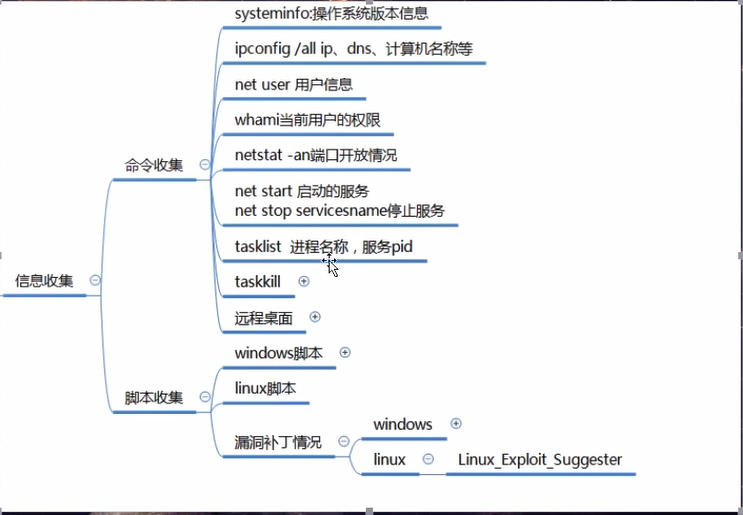 systeminfo:操作系统版本信息
ipconfig /all ip、dns、计算机名称等
net user 用户信息
whami当前用户的权限
netstat -an端口开放情况
net start 启动的服务
net stop servicesname停止服务
tasklist 进程名称，服务pid
taskkill
远程桌面
命令收集
信息收集
windows脚本
linux脚本
脚本收集
漏洞补丁情况
windows
linux
Linux_Exploit_Suggester